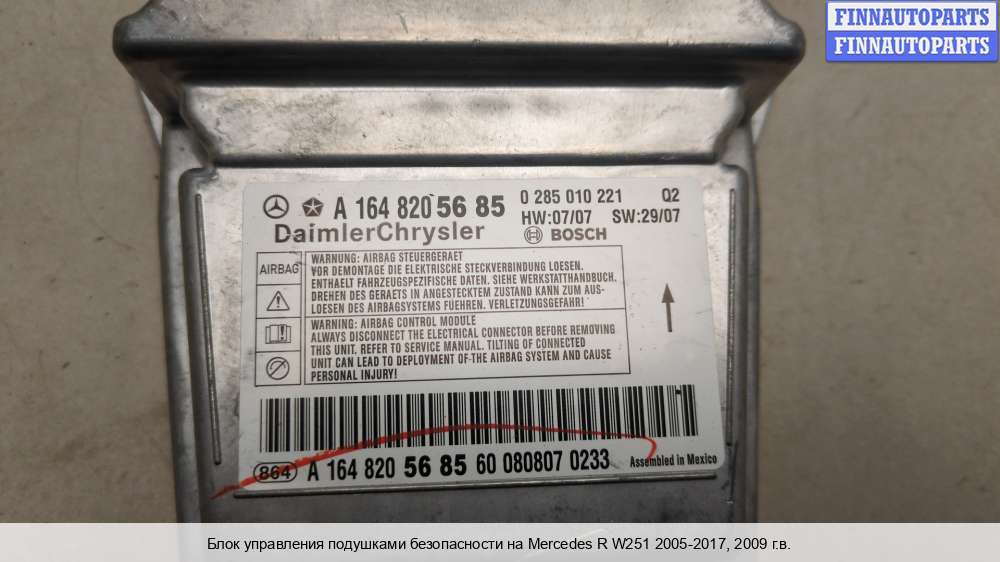 FINNAUTOPARTS
FINNAUTOPARTS
A 164 820 56 85 0 285 010 221 Q2
HW:07/07 SW:29/07
DaimlerChrysler BOSCH
AIRBAG
WARNUNG: AIRBAG STEUERGERAET
VOR DEMONTAGE DIE ELEKTRISCHE STECKVERBINDUNG LOESEN.
ENTHAELT FAHRZEUGSPEZIFISCHE DATEN. SIEHE WERKSTATTHANDBUCH.
DREHEN DES GERAETS IN ANGESTECKTEM ZUSTAND KANN ZUM AUS-
LOESEN DES AIRBAGSYSTEMS FUEHREN. VERLETZUNGSGEFAHR!
WARNING: AIRBAG CONTROL MODULE
ALWAYS DISCONNECT THE ELECTRICAL CONNECTOR BEFORE REMOVING
THIS UNIT. REFER TO SERVICE MANUAL. TILTING OF CONNECTED
UNIT CAN LEAD TO DEPLOYMENT OF THE AIRBAG SYSTEM AND CAUSE
PERSONAL INJURY!
864 A 164 820 56 85 60 080807 0233 Assembled in Mexico
Блок управления подушками безопасности на Mercedes R W251 2005-2017, 2009 г.в.